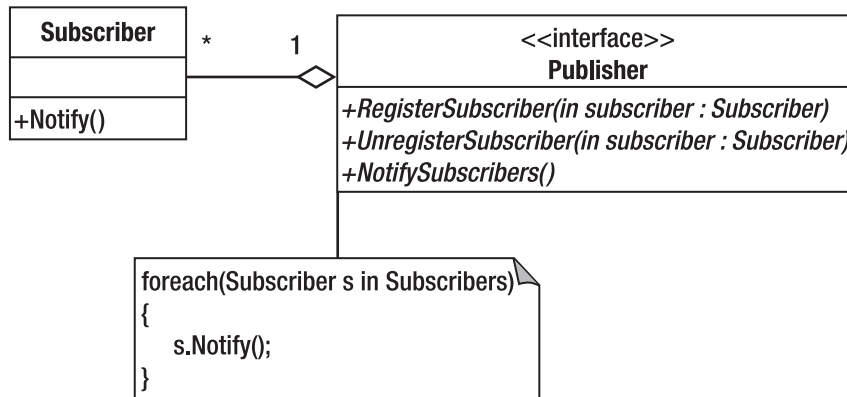 Subscriber
+Notify()
*
1
<<interface>>
Publisher
+RegisterSubscriber(in subscriber : Subscriber)
+UnregisterSubscriber(in subscriber : Subscriber)
+NotifySubscribers()
foreach(Subscriber s in Subscribers)
{
s.Notify();
}